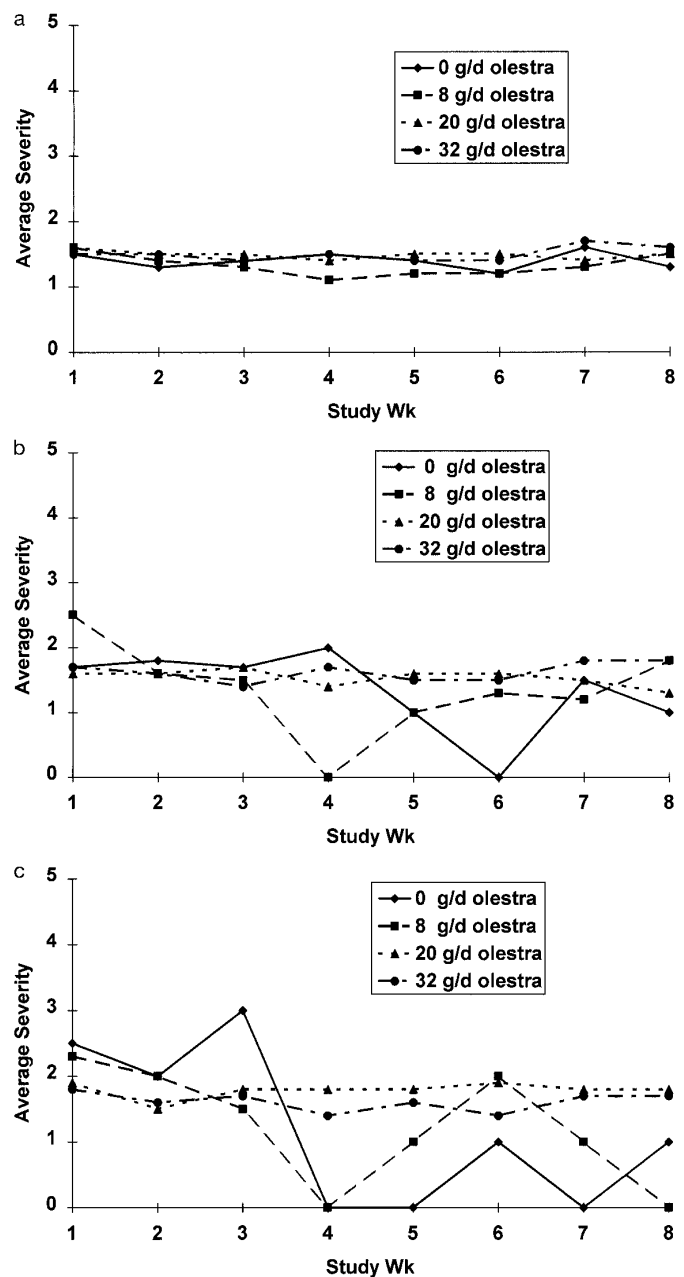 a
5
4
3
2
1
0
Average Severity
0 g/d olestra
8 g/d olestra
20 g/d olestra
32 g/d olestra
1 2 3 4 5 6 7 8
Study Wk
b
5
4
3
2
1
0
Average Severity
0 g/d olestra
8 g/d olestra
20 g/d olestra
32 g/d olestra
1 2 3 4 5 6 7 8
Study Wk
c
5
4
3
2
1
0
Average Severity
0 g/d olestra
8 g/d olestra
20 g/d olestra
32 g/d olestra
1 2 3 4 5 6 7 8
Study Wk